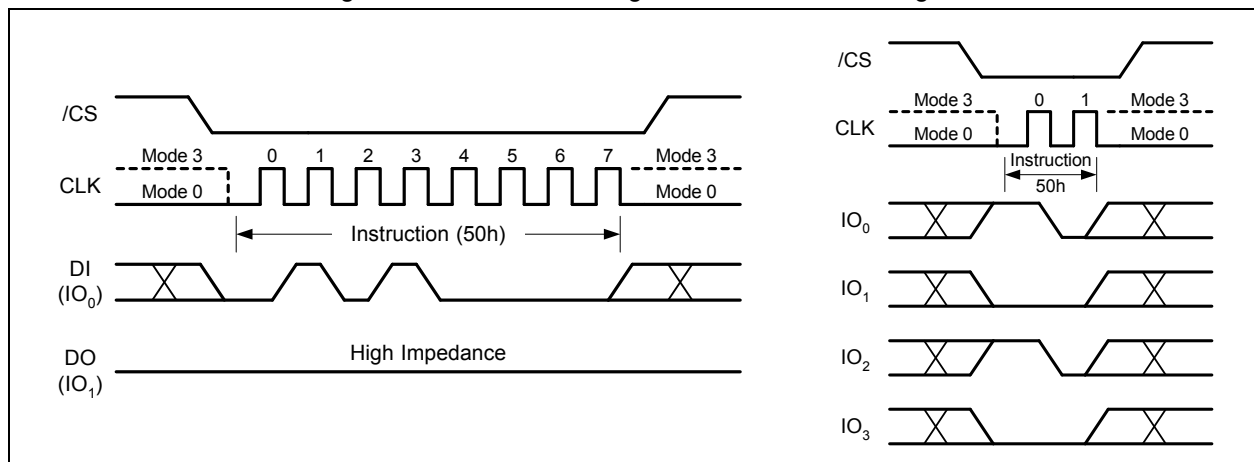 /CS
Mode 3 0 1 2 3 4 5 6 7 Mode 3
CLK
Mode 0 Mode 0
Instruction (50h)
DI
(IO0)
High Impedance
DO
(IO1)
/CS
Mode 3 0 1 Mode 3
CLK
Mode 0 Mode 0
Instruction
50h
IO0
IO1
IO2
IO3